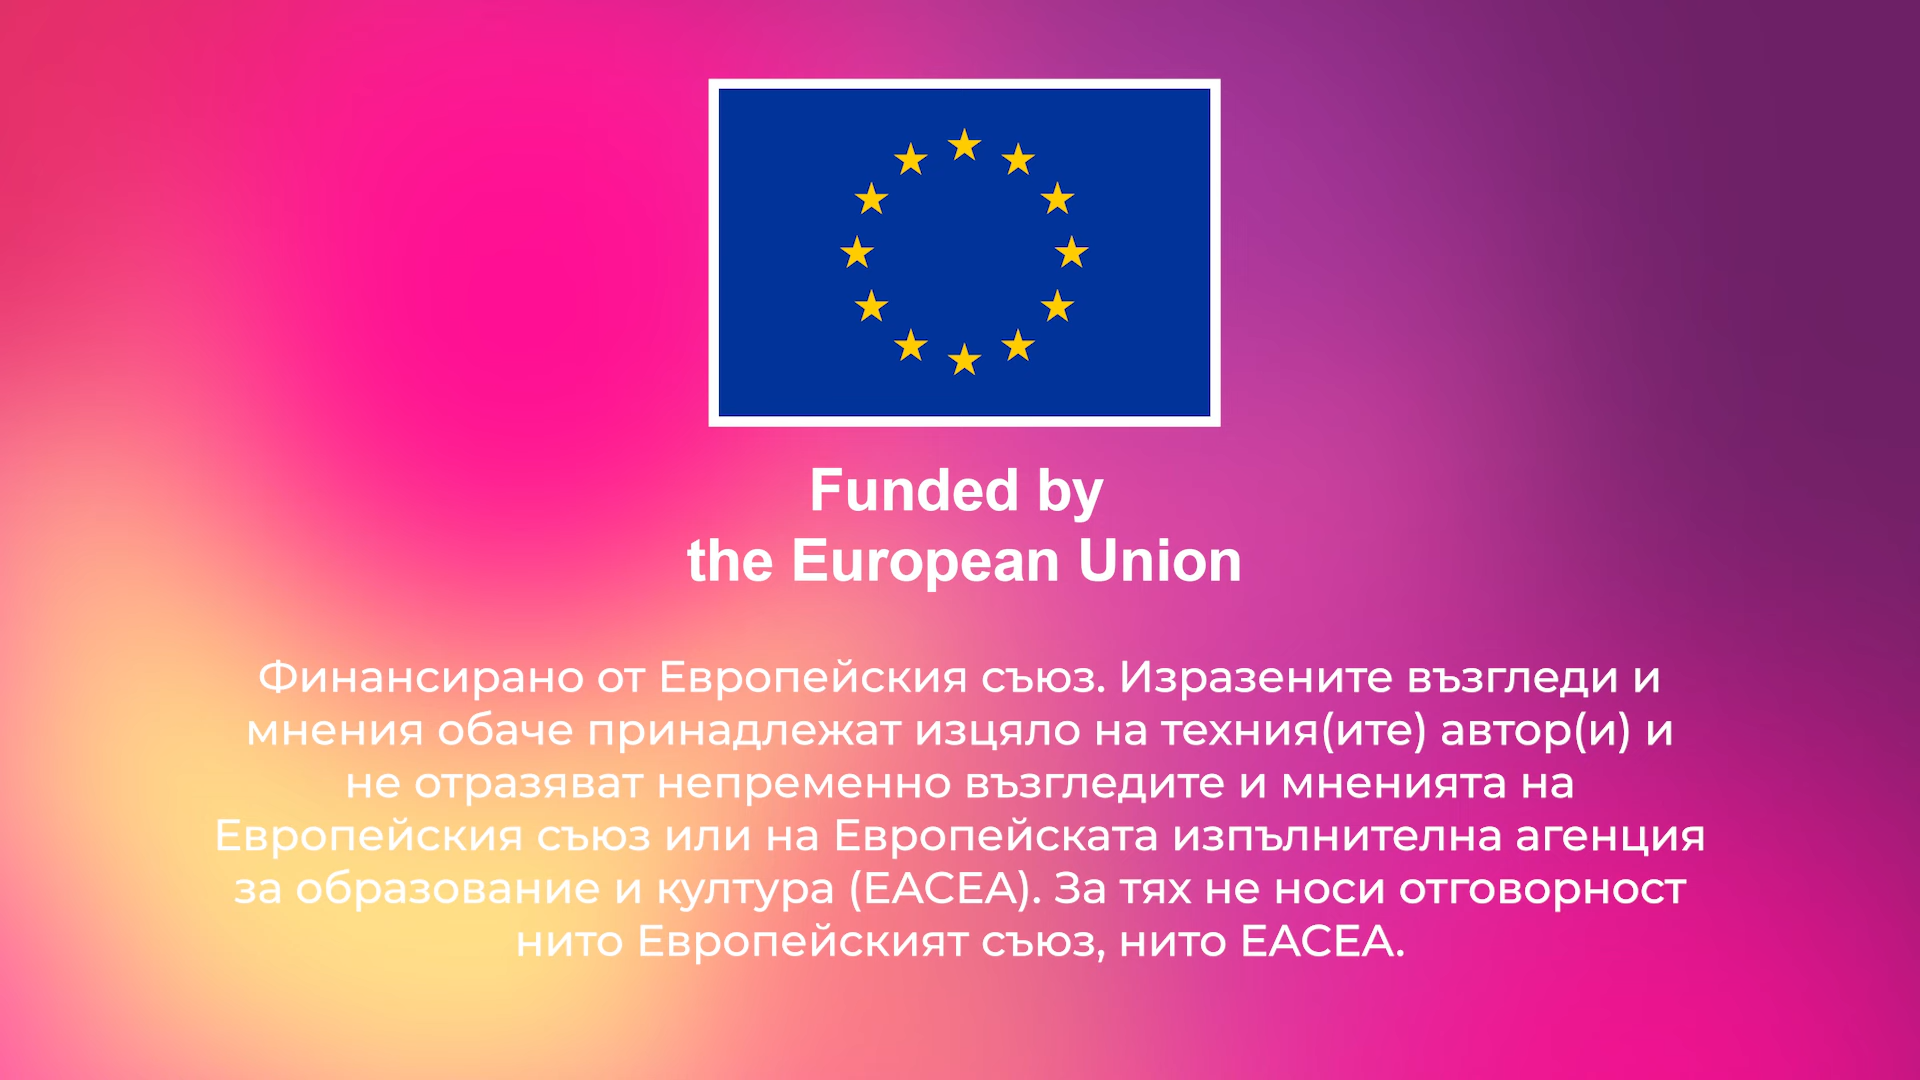 Funded by
the European Union
Финансирано от Европейския съюз. Изразените възгледи и
мнения обаче принадлежат изцяло на техния(ите) автор(и) и
не отразяват непременно възгледите и мненията на
Европейския съюз или на Европейската изпълнителна агенция
за образование и култура (EACEA). За тях не носи отговорност
нито Европейският съюз, нито EACEA.